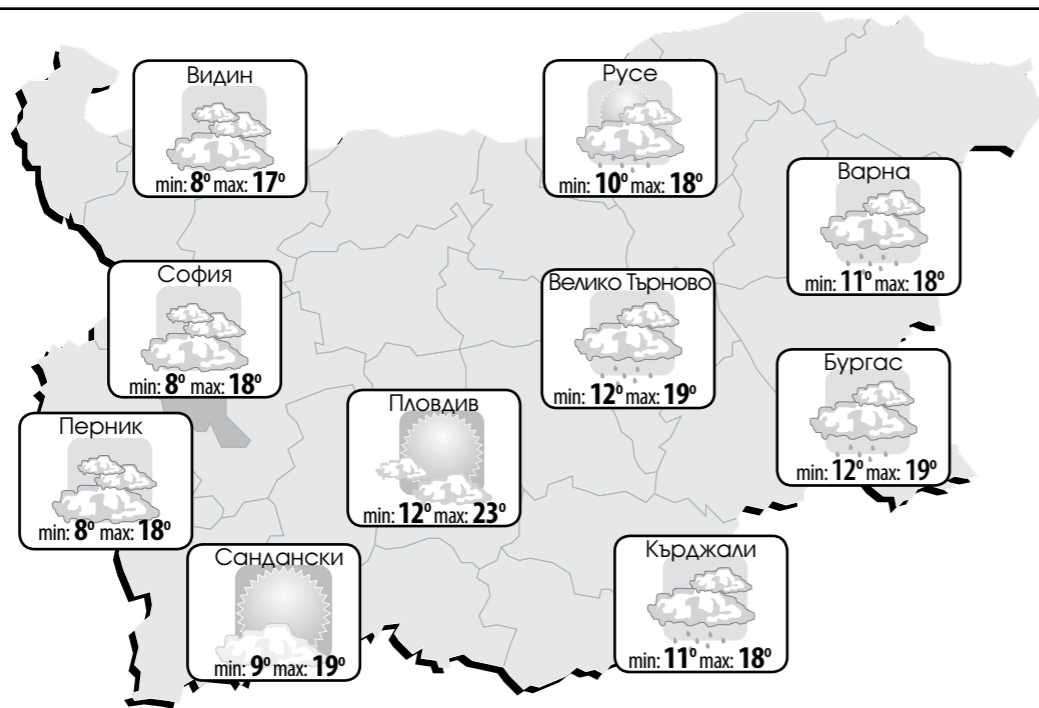 Видин
min: 8° max: 17°
Русе
min: 10° max: 18°
Варна
min: 11° max: 18°
София
min: 8° max: 18°
Велико Търново
min: 12° max: 19°
Бургас
min: 12° max: 19°
Пловдив
min: 12° max: 23°
Перник
min: 8° max: 18°
Сандански
min: 9° max: 19°
Кърджали
min: 11° max: 18°